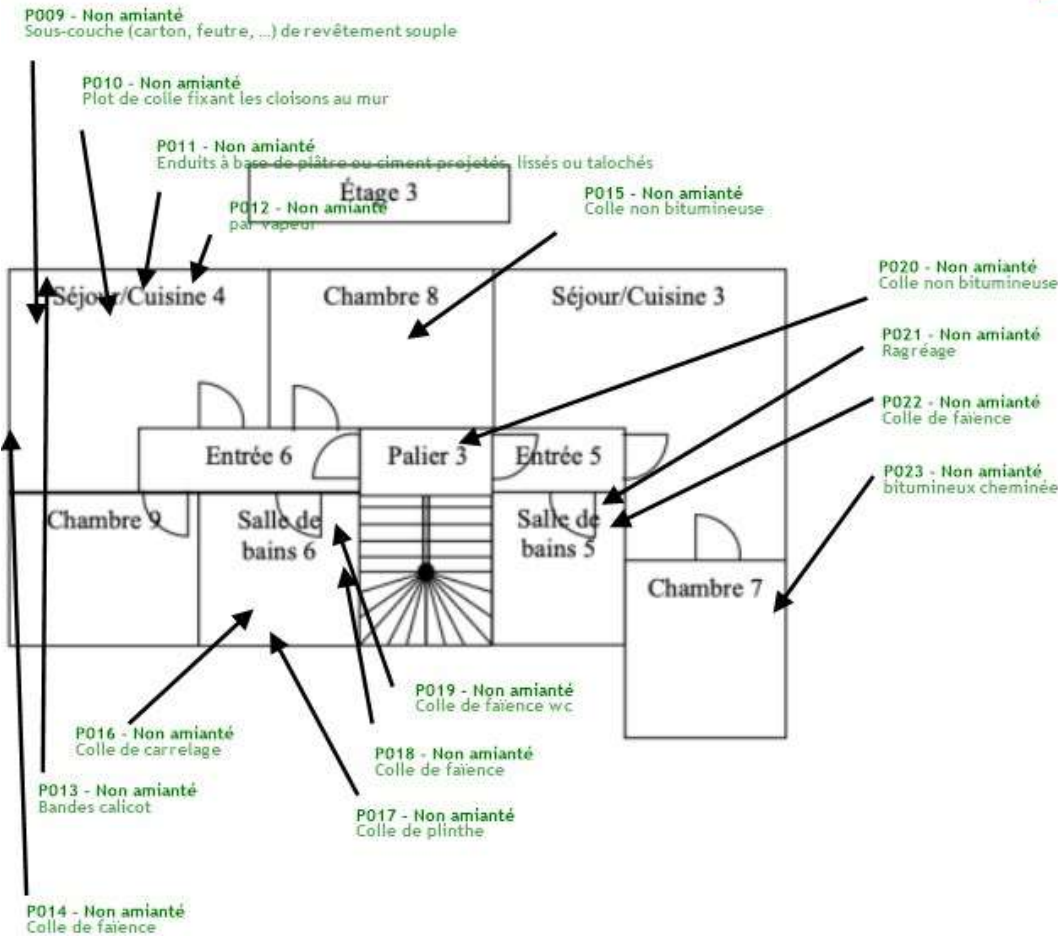 P009 - Non amianté
Sous-couche (carton, feutre, ...) de revêtement souple
P010 - Non amianté
Plot de colle fixant les cloisons au mur
P011 - Non amianté
Enduits à base de plâtre ou ciment projetés, lissés ou talochés
Étage 3
P012 - Non amianté
par vapeur
P015 - Non amianté
Colle non bitumineuse
P020 - Non amianté
Colle non bitumineuse
Séjour/Cuisine 4
Chambre 8
Séjour/Cuisine 3
P021 - Non amianté
Ragréage
P022 - Non amianté
Colle de faïence
Entrée 6
Palier 3
Entrée 5
P023 - Non amianté
bitumineux cheminée
Chambre 9
Salle de
bains 6
Salle de
bains 5
Chambre 7
P019 - Non amianté
Colle de faïence wc
P016 - Non amianté
Colle de carrelage
P018 - Non amianté
Colle de faïence
P013 - Non amianté
Bandes calicot
P017 - Non amianté
Colle de plinthe
P014 - Non amianté
Colle de faïence